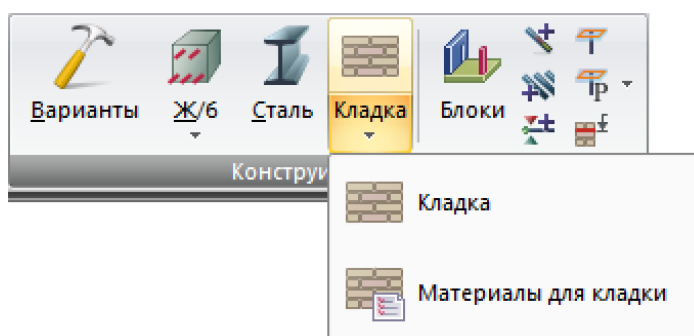 Варианты Ж/б Сталь Кладка Блоки
Конструи
Кладка
Материалы для кладки